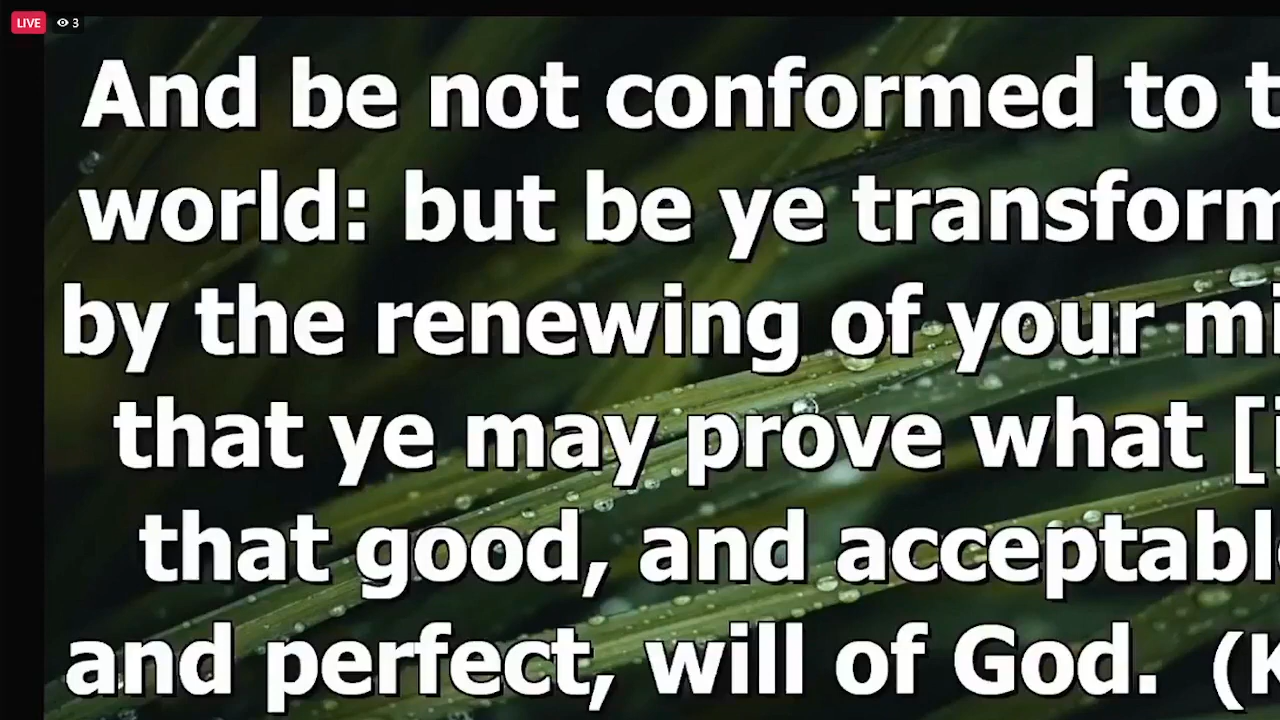 LIVE 3
And be not conformed to t
world: but be ye transform
by the renewing of your mi
that ye may prove what [i
that good, and acceptable
and perfect, will of God. (K